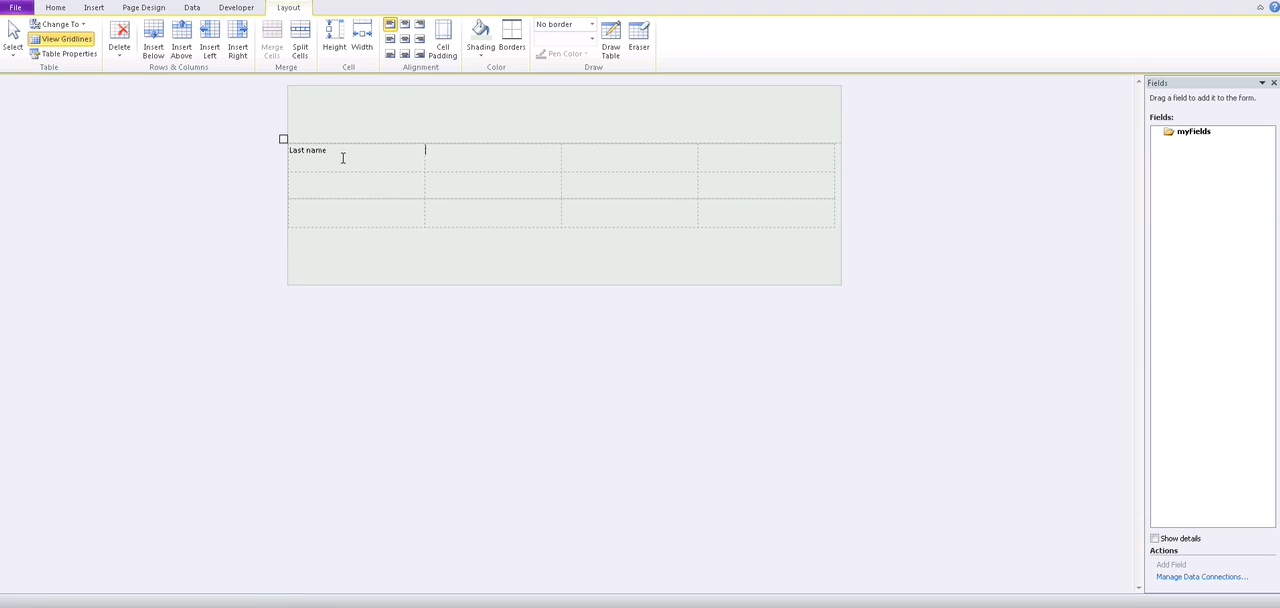 File Home Insert Page Design Data Developer Layout
Select Change To Delete Insert Below Insert Above Insert Left Insert Right Merge Cells Split Cells Height Width Cell Padding Shading Borders No border Draw Table Eraser
View Gridlines
Table Properties Pen Color
Table Rows & Columns Merge Cell Alignment Color Draw
Last name
Fields
Drag a field to add it to the form.
Fields:
myFields
Show details
Actions
Add Field
Manage Data Connections...